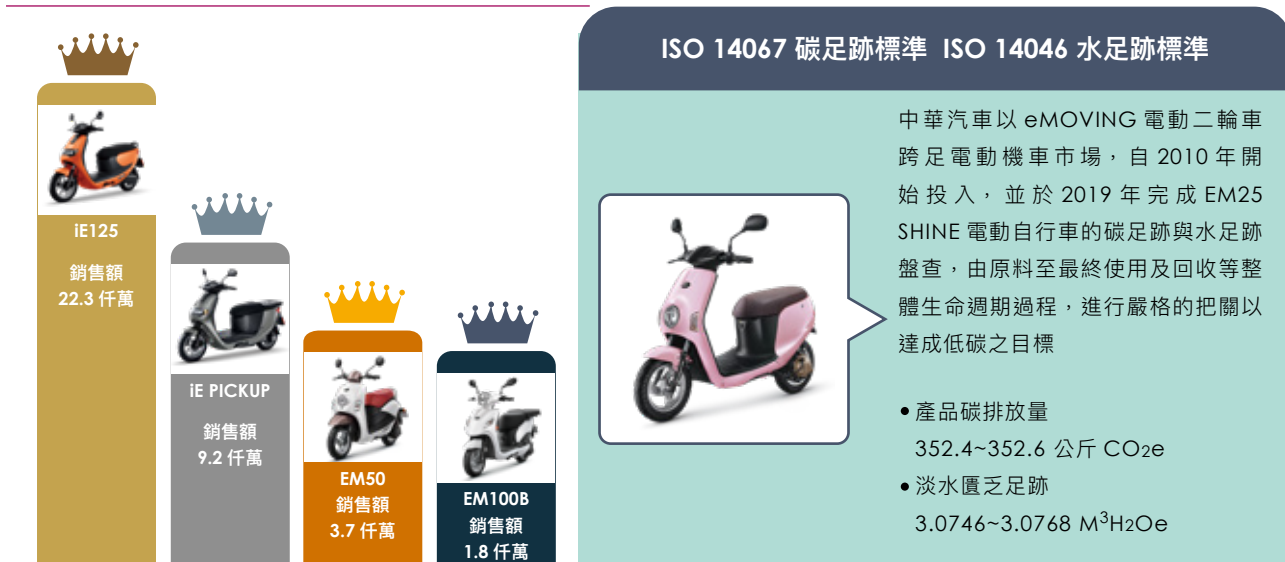 iE125
銷售額
22.3 仟萬
iE PICKUP
銷售額
9.2 仟萬
EM50
銷售額
3.7 仟萬
EM100B
銷售額
1.8 仟萬
ISO 14067 碳足跡標準 ISO 14046 水足跡標準
中華汽車以 eMOVING 電動二輪車
跨足電動機車市場，自 2010 年開
始投入，並於 2019 年完成 EM25
SHINE 電動自行車的碳足跡與水足跡
盤查，由原料至最終使用及回收等整
體生命週期過程，進行嚴格的把關以
達成低碳之目標
• 產品碳排放量
352.4~352.6 公斤 CO2e
• 淡水匱乏足跡
3.0746~3.0768 M³H2Oe